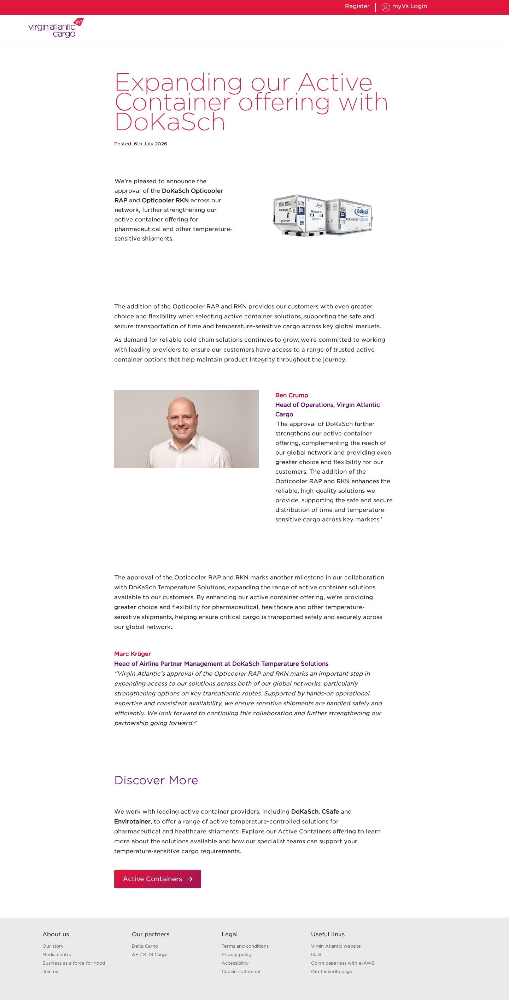 Register
myVs Login
virgin atlantic
cargo
Virgin
Expanding our Active
Container offering with
DoKaSch
Posted: 6th July 2026
We're pleased to announce the
approval of the DoKaSch Opticooler
RAP and Opticooler RKN across our
network, further strengthening our
active container offering for
pharmaceutical and other temperature-
sensitive shipments.
DoKaSch
DoKaSch
RAP 20204 3D
Opticooler
Opticooler
Opticooler
The addition of the Opticooler RAP and RKN provides our customers with even greater
choice and flexibility when selecting active container solutions, supporting the safe and
secure transportation of time and temperature-sensitive cargo across key global markets.
As demand for reliable cold chain solutions continues to grow, we're committed to working
with leading providers to ensure our customers have access to a range of trusted active
container options that help maintain product integrity throughout the journey.
Ben Crump
Head of Operations, Virgin Atlantic
Cargo
‘The approval of DoKaSch further
strengthens our active container
offering, complementing the reach of
our global network and providing even
greater choice and flexibility for our
customers. The addition of the
Opticooler RAP and RKN enhances the
reliable, high-quality solutions we
provide, supporting the safe and secure
distribution of time and temperature-
sensitive cargo across key markets.'
The approval of the Opticooler RAP and RKN marks another milestone in our collaboration
with DoKaSch Temperature Solutions, expanding the range of active container solutions
available to our customers. By enhancing our active container offering, we're providing
greater choice and flexibility for pharmaceutical, healthcare and other temperature-
sensitive shipments, helping ensure critical cargo is transported safely and securely across
our global network..
Marc Krüger
Head of Airline Partner Management at DoKaSch Temperature Solutions
"Virgin Atlantic's approval of the Opticooler RAP and RKN marks an important step in
expanding access to our solutions across both of our global networks, particularly
strengthening options on key transatlantic routes. Supported by hands-on operational
expertise and consistent availability, we ensure sensitive shipments are handled safely and
efficiently. We look forward to continuing this collaboration and further strengthening our
partnership going forward."
Discover More
We work with leading active container providers, including DoKaSch, CSafe and
Envirotainer, to offer a range of active temperature-controlled solutions for
pharmaceutical and healthcare shipments. Explore our Active Containers offering to learn
more about the solutions available and how our specialist teams can support your
temperature-sensitive cargo requirements.
Active Containers →
About us
Our story
Media centre
Business as a force for good
Join us
Our partners
Delta Cargo
AF / KLM Cargo
Legal
Terms and conditions
Privacy policy
Accessibility
Cookie statement
Useful links
Virgin Atlantic website
IATA
Going paperless with e-AWB
Our LinkedIn page